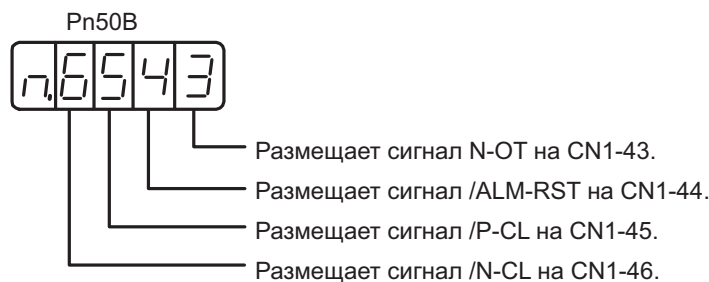 Pn50B
n.6543
Размещает сигнал N-OT на CN1-43.
Размещает сигнал /ALM-RST на CN1-44.
Размещает сигнал /P-CL на CN1-45.
Размещает сигнал /N-CL на CN1-46.